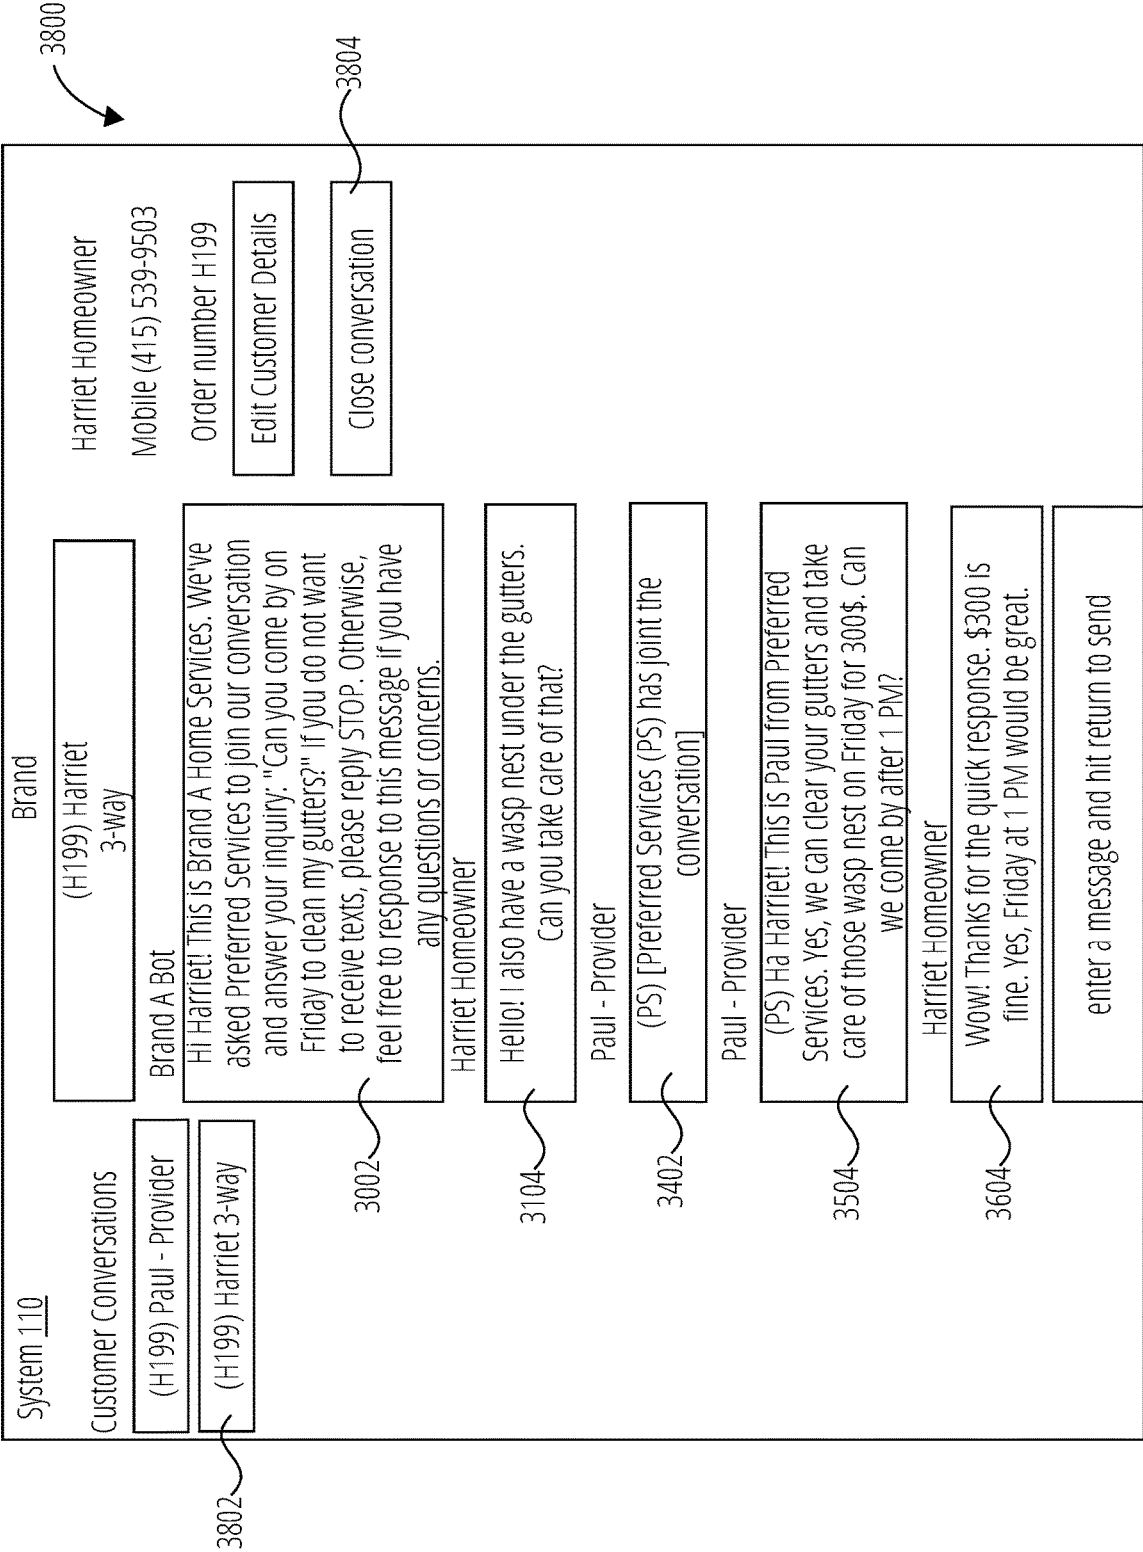 3800
System 110
Brand
Customer Conversations
(H199) Paul - Provider
(H199) Harriet 3-way
3802
(H199) Harriet
3-way
Brand A Bot
Hi Harriet! This is Brand A Home Services. We've
asked Preferred Services to join our conversation
and answer your inquiry: "Can you come by on
Friday to clean my gutters?" If you do not want
to receive texts, please reply STOP. Otherwise,
feel free to response to this message if you have
any questions or concerns.
3002
Harriet Homeowner
Hello! I also have a wasp nest under the gutters.
Can you take care of that?
3104
Paul - Provider
(PS) [Preferred Services (PS) has joint the
conversation]
3402
Paul - Provider
(PS) Ha Harriet! This is Paul from Preferred
Services. Yes, we can clear your gutters and take
care of those wasp nest on Friday for 300$. Can
we come by after 1 PM?
3504
Harriet Homeowner
Wow! Thanks for the quick response. $300 is
fine. Yes, Friday at 1 PM would be great.
3604
enter a message and hit return to send
Harriet Homeowner
Mobile (415) 539-9503
Order number H199
Edit Customer Details
Close conversation
3804